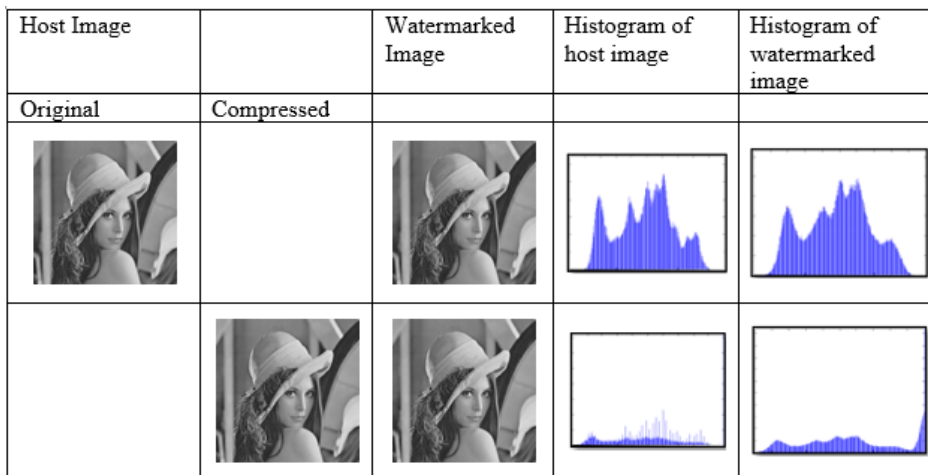 Host Image
Watermarked
Image
Histogram of
host image
Histogram of
watermarked
image
Original
Compressed